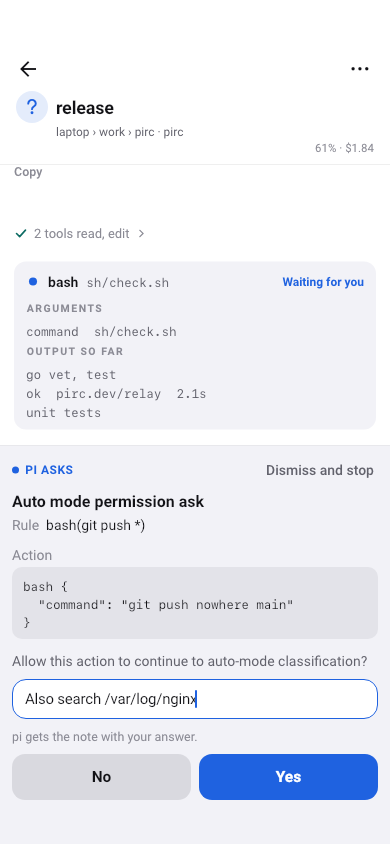 ?
release
laptop › work › pirc · pirc
61% · $1.84
Copy
2 tools read, edit
bash sh/check.sh Waiting for you
ARGUMENTS
command sh/check.sh
OUTPUT SO FAR
go vet, test
ok pirc.dev/relay 2.1s
unit tests
PI ASKS Dismiss and stop
Auto mode permission ask
Rule bash(git push *)
Action
bash {
"command": "git push nowhere main"
}
Allow this action to continue to auto-mode classification?
Also search /var/log/nginx
pi gets the note with your answer.
No Yes